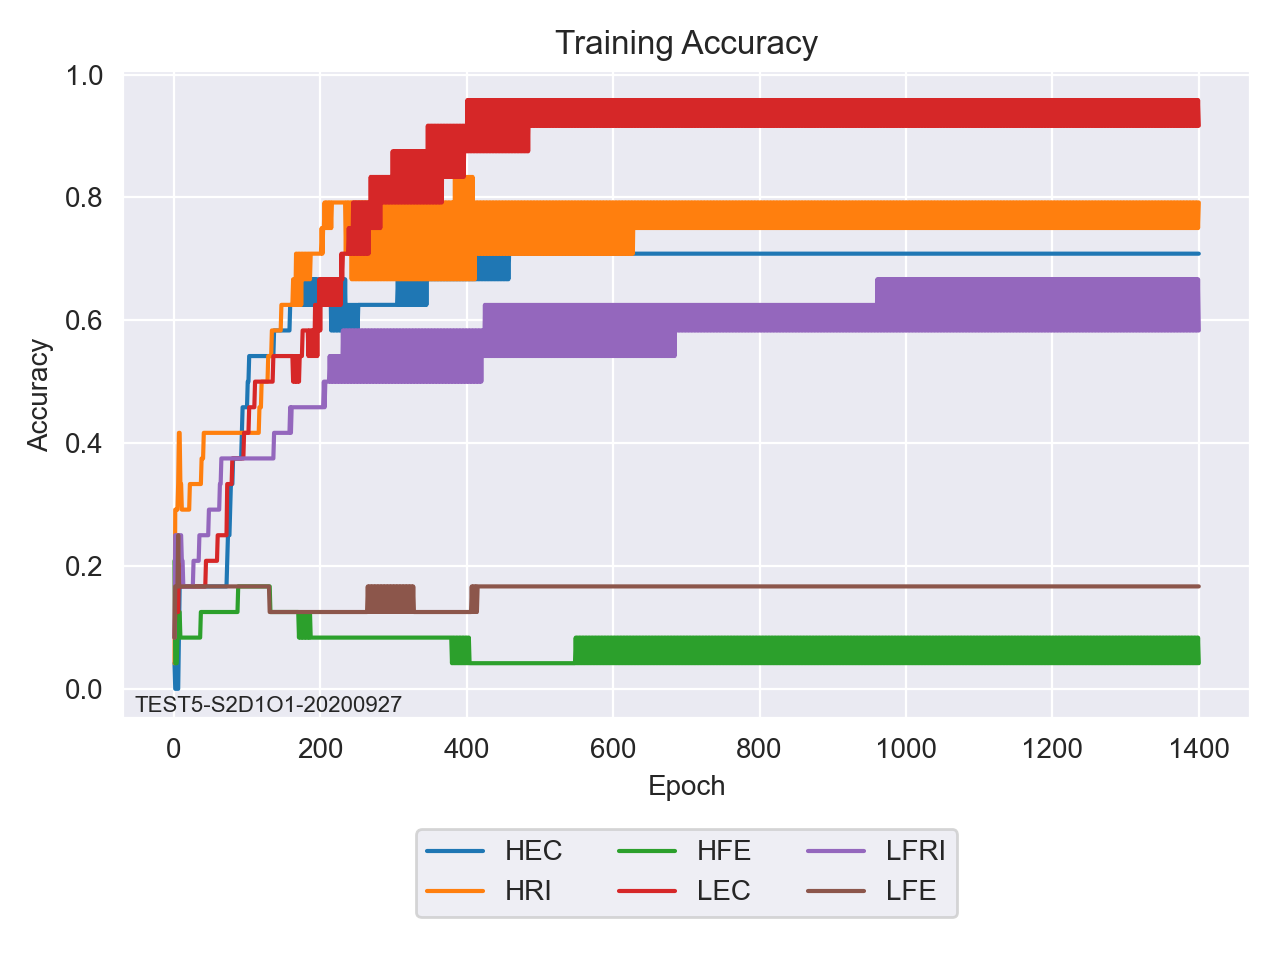 Training Accuracy
1.0
0.8
0.6
0.4
0.2
0.0
Accuracy
TEST5-S2D1O1-20200927
0 200 400 600 800 1000 1200 1400
Epoch
HEC HFE LFRI
HRI LEC LFE